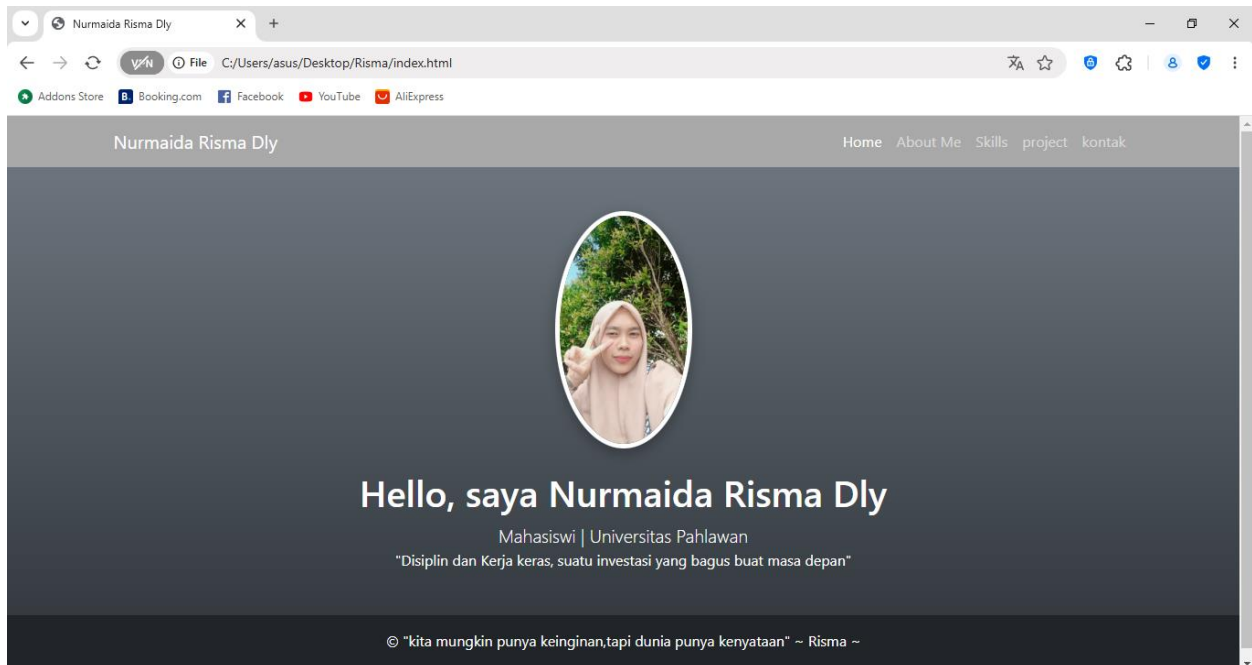 Nurmaida Risma Dly
File C:/Users/asus/Desktop/Risma/index.html
Addons Store Booking.com Facebook YouTube AliExpress
Nurmaida Risma Dly Home About Me Skills project kontak
Hello, saya Nurmaida Risma Dly
Mahasiswi | Universitas Pahlawan
"Disiplin dan Kerja keras, suatu investasi yang bagus buat masa depan"
© "kita mungkin punya keinginan,tapi dunia punya kenyataan" ~ Risma ~